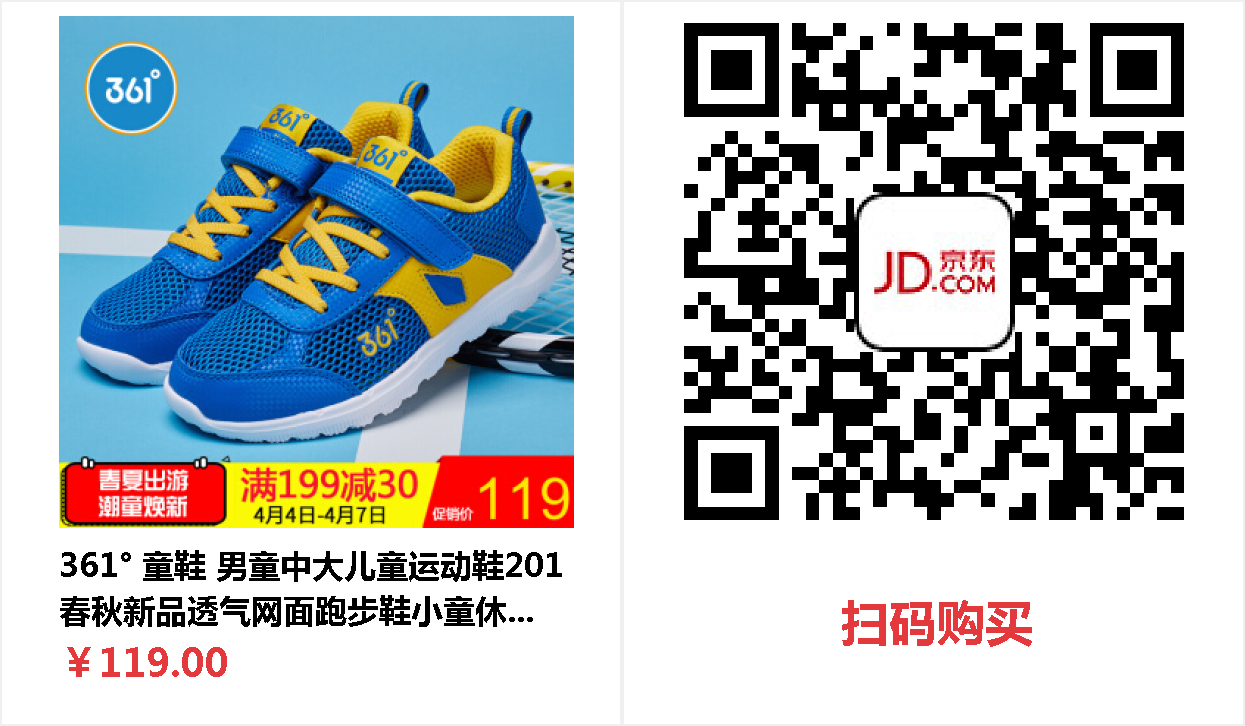 361°
361°
361°
361°
春夏出游
潮童焕新
满199减30
4月4日-4月7日
促销价 119
361° 童鞋 男童中大儿童运动鞋201
春秋新品透气网面跑步鞋小童休...
￥119.00
JD 京东
.COM
扫码购买